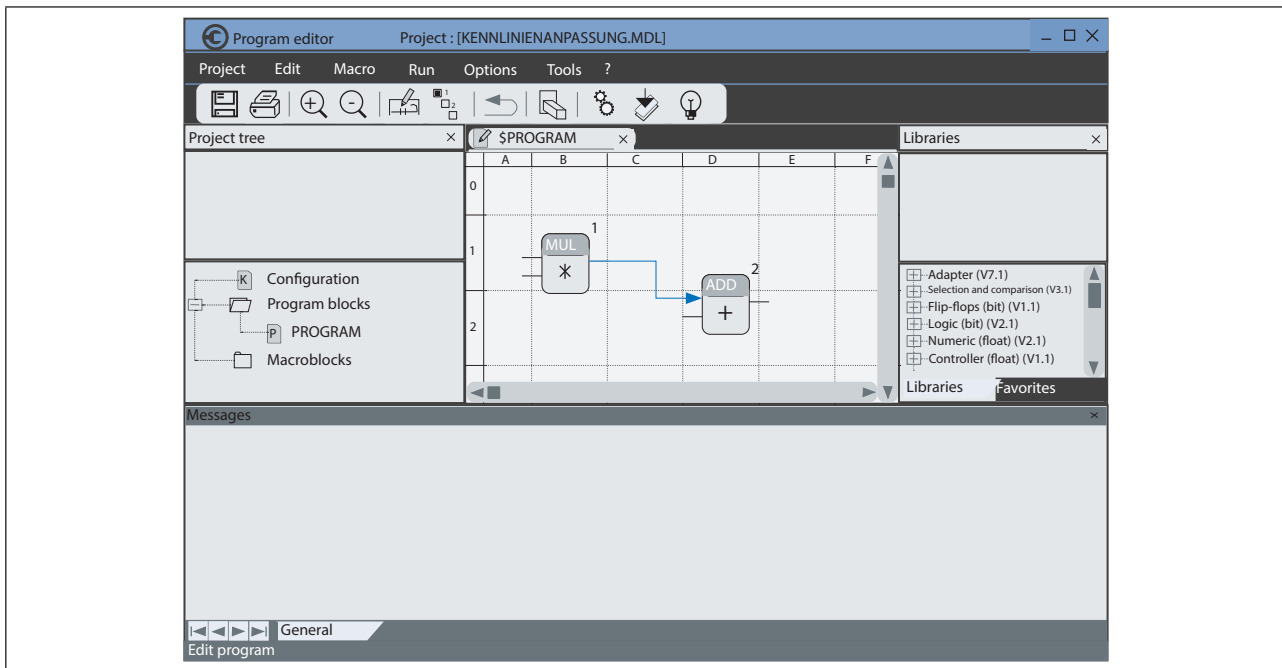 Program editor Project : [KENNLINIENANPASSUNG.MDL]
Project Edit Macro Run Options Tools ?
1
2
Project tree
$PROGRAM
Libraries
A B C D E F
0
1
2
MUL
1
ADD
2
+
K Configuration
Program blocks
P PROGRAM
Macroblocks
Adapter (V7.1)
Selection and comparison (V3.1)
Flip-flops (bit) (V1.1)
Logic (bit) (V2.1)
Numeric (float) (V2.1)
Controller (float) (V1.1)
Libraries Favorites
Messages
General
Edit program